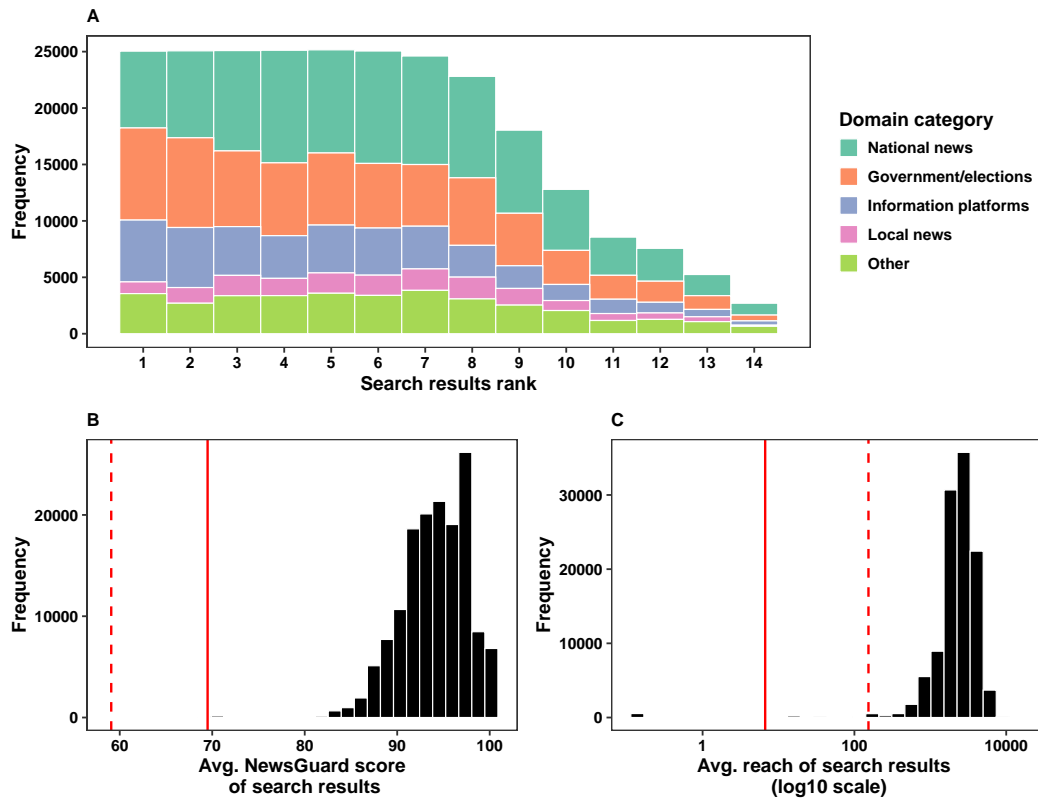 A
25000
20000
15000
10000
5000
0
Frequency
1 2 3 4 5 6 7 8 9 10 11 12 13 14
Search results rank
Domain category
National news
Government/elections
Information platforms
Local news
Other
B
20000
10000
0
Frequency
60 70 80 90 100
Avg. NewsGuard score
of search results
C
30000
20000
10000
0
Frequency
1 100 10000
Avg. reach of search results
(log10 scale)